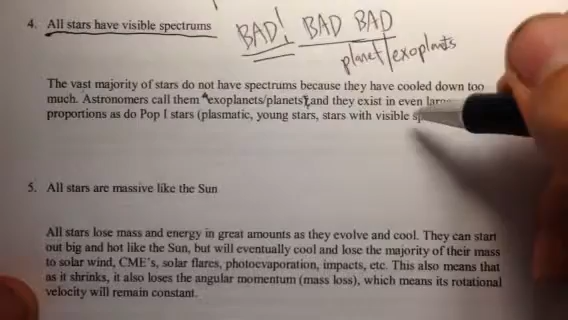 4. All stars have visible spectrums
BAD! BAD BAD
planet/exoplanets
The vast majority of stars do not have spectrums because they have cooled down too
much. Astronomers call them "exoplanets/planets", and they exist in even
proportions as do Pop I stars (plasmatic, young stars, stars with visible
5. All stars are massive like the Sun
All stars lose mass and energy in great amounts as they evolve and cool. They can start
out big and hot like the Sun, but will eventually cool and lose the majority of their mass
to solar wind, CME's, solar flares, photoevaporation, impacts, etc. This also means that
as it shrinks, it also loses the angular momentum (mass loss), which means its rotational
velocity will remain constant.